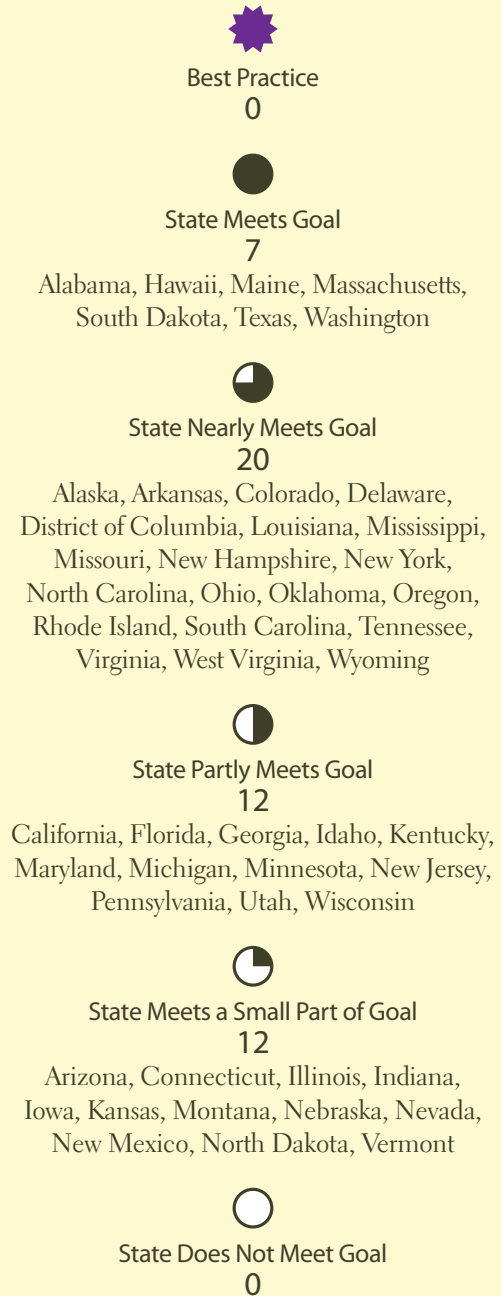 Best Practice
0
State Meets Goal
7
Alabama, Hawaii, Maine, Massachusetts,
South Dakota, Texas, Washington
State Nearly Meets Goal
20
Alaska, Arkansas, Colorado, Delaware,
District of Columbia, Louisiana, Mississippi,
Missouri, New Hampshire, New York,
North Carolina, Ohio, Oklahoma, Oregon,
Rhode Island, South Carolina, Tennessee,
Virginia, West Virginia, Wyoming
State Partly Meets Goal
12
California, Florida, Georgia, Idaho, Kentucky,
Maryland, Michigan, Minnesota, New Jersey,
Pennsylvania, Utah, Wisconsin
State Meets a Small Part of Goal
12
Arizona, Connecticut, Illinois, Indiana,
Iowa, Kansas, Montana, Nebraska, Nevada,
New Mexico, North Dakota, Vermont
State Does Not Meet Goal
0